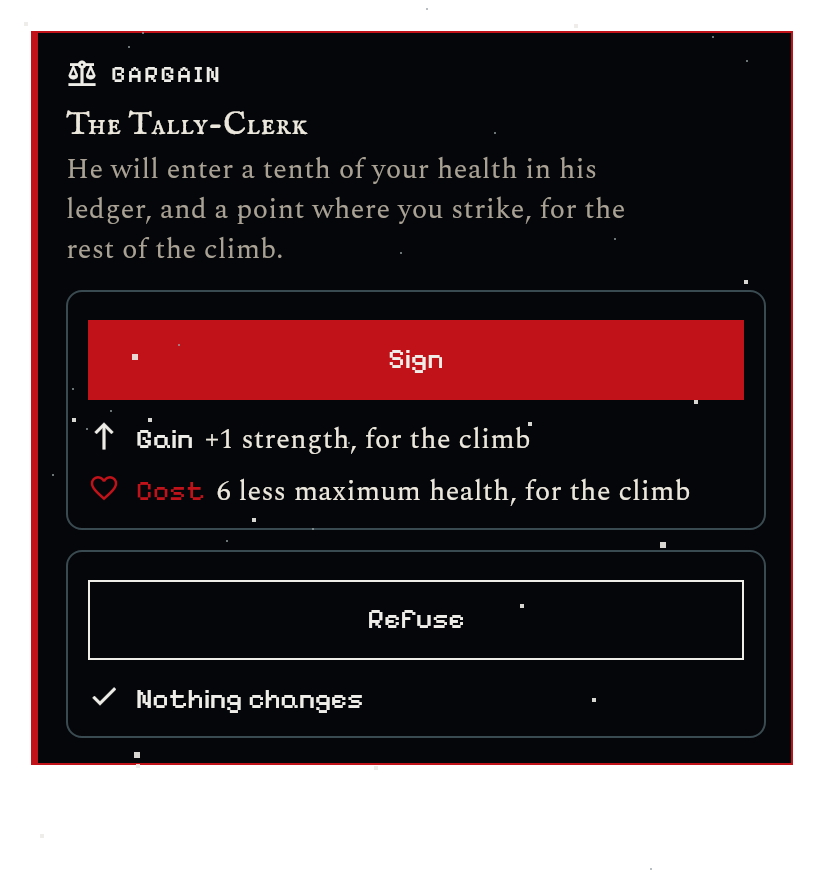 BARGAIN
The Tally-Clerk
He will enter a tenth of your health in his
ledger, and a point where you strike, for the
rest of the climb.
Sign
Gain +1 strength, for the climb
Cost 6 less maximum health, for the climb
Refuse
Nothing changes